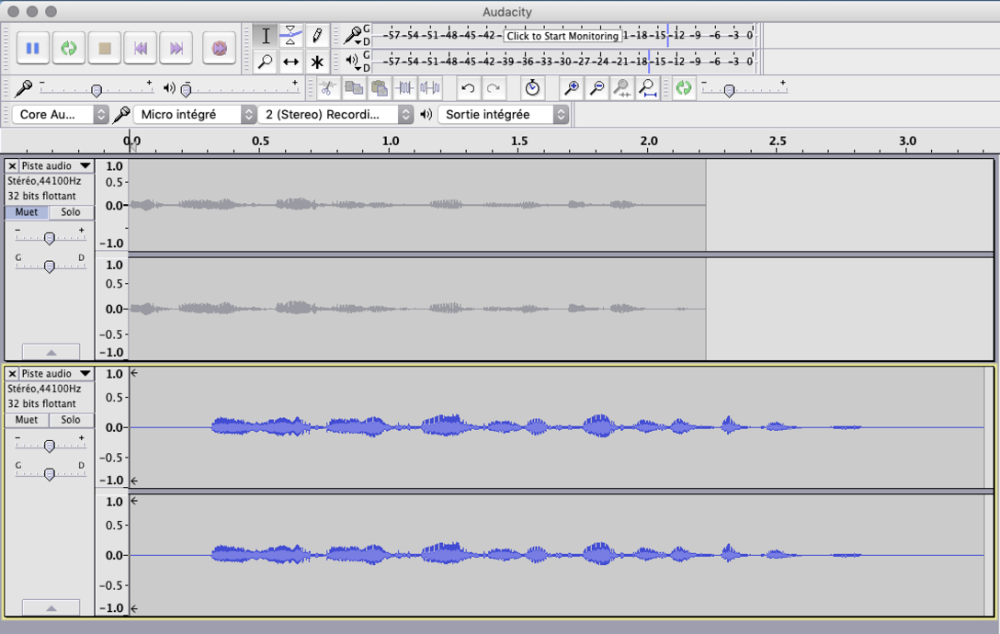 Audacity
G
D
-57-54-51-48-45-42- Click to Start Monitoring 1-18-15-12 -9 -6 -3 0
G
D
-57-54-51-48-45-42-39-36-33-30-27-24-21-18-15-12 -9 -6 -3 0
- +
- +
- +
Core Au... Micro intégré 2 (Stereo) Recordi... Sortie intégrée
0.0 0.5 1.0 1.5 2.0 2.5 3.0
× Piste audio ▼
Stéréo,44100Hz
32 bits flottant
Muet Solo
- +
G D
1.0
0.5-
0.0-
-1.0
1.0
0.5-
0.0-
-0.5-
-1.0
× Piste audio ▼
Stéréo,44100Hz
32 bits flottant
Muet Solo
- +
G D
1.0
0.5-
0.0-
-0.5-
-1.0
1.0
0.5-
0.0-
-0.5-
-1.0